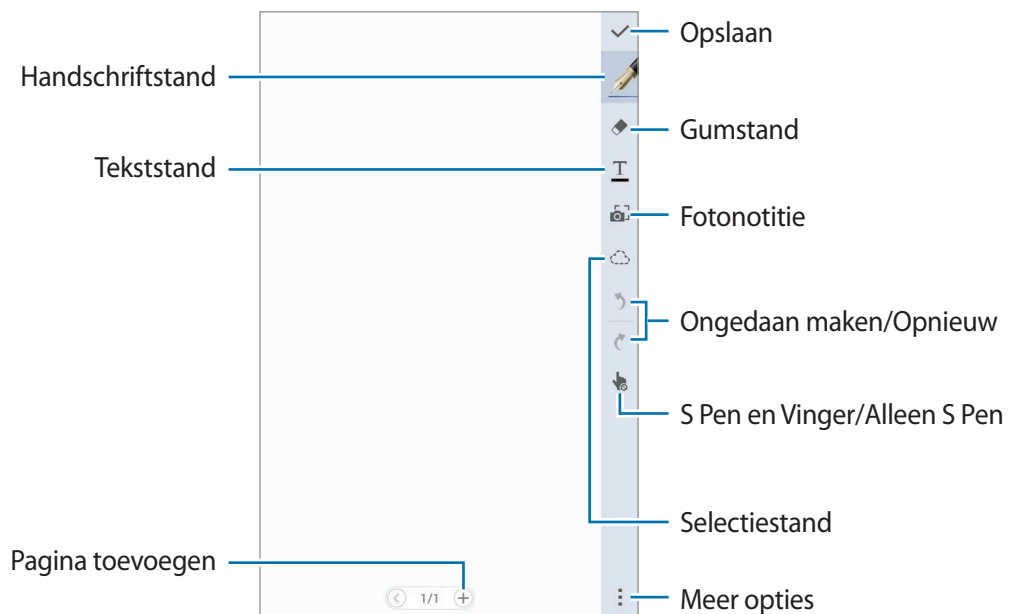 Opslaan
Handschriftstand
Gumstand
Tekststand
T
Fotonotitie
Ongedaan maken/Opnieuw
S Pen en Vinger/Alleen S Pen
Selectiestand
Pagina toevoegen
1/1
Meer opties